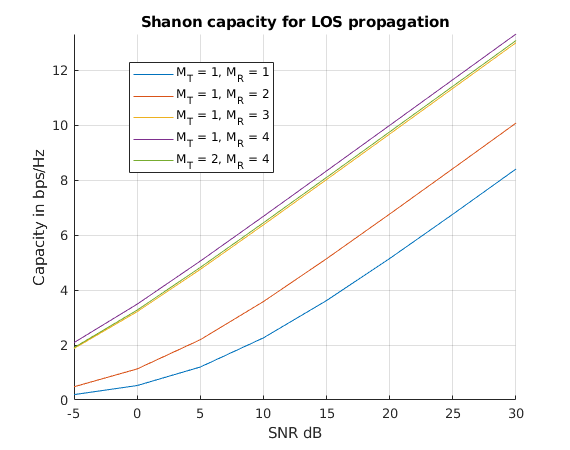 Shanon capacity for LOS propagation
M_T = 1, M_R = 1
M_T = 1, M_R = 2
M_T = 1, M_R = 3
M_T = 1, M_R = 4
M_T = 2, M_R = 4
Capacity in bps/Hz
12
10
8
6
4
2
0
-5 0 5 10 15 20 25 30
SNR dB